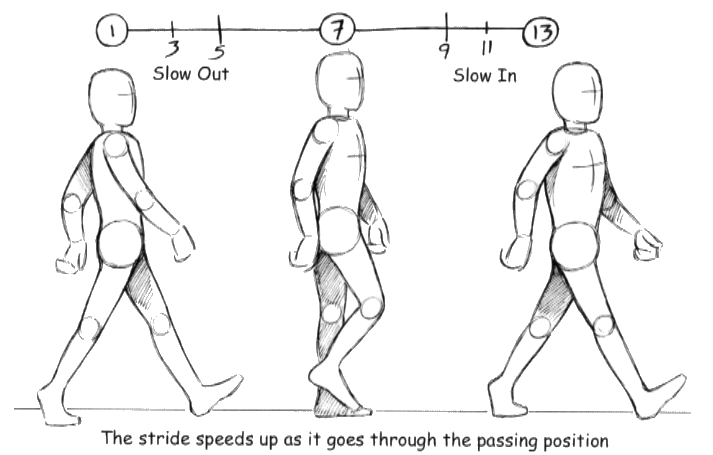 1 3 5 7 9 11 13
Slow Out Slow In
The stride speeds up as it goes through the passing position